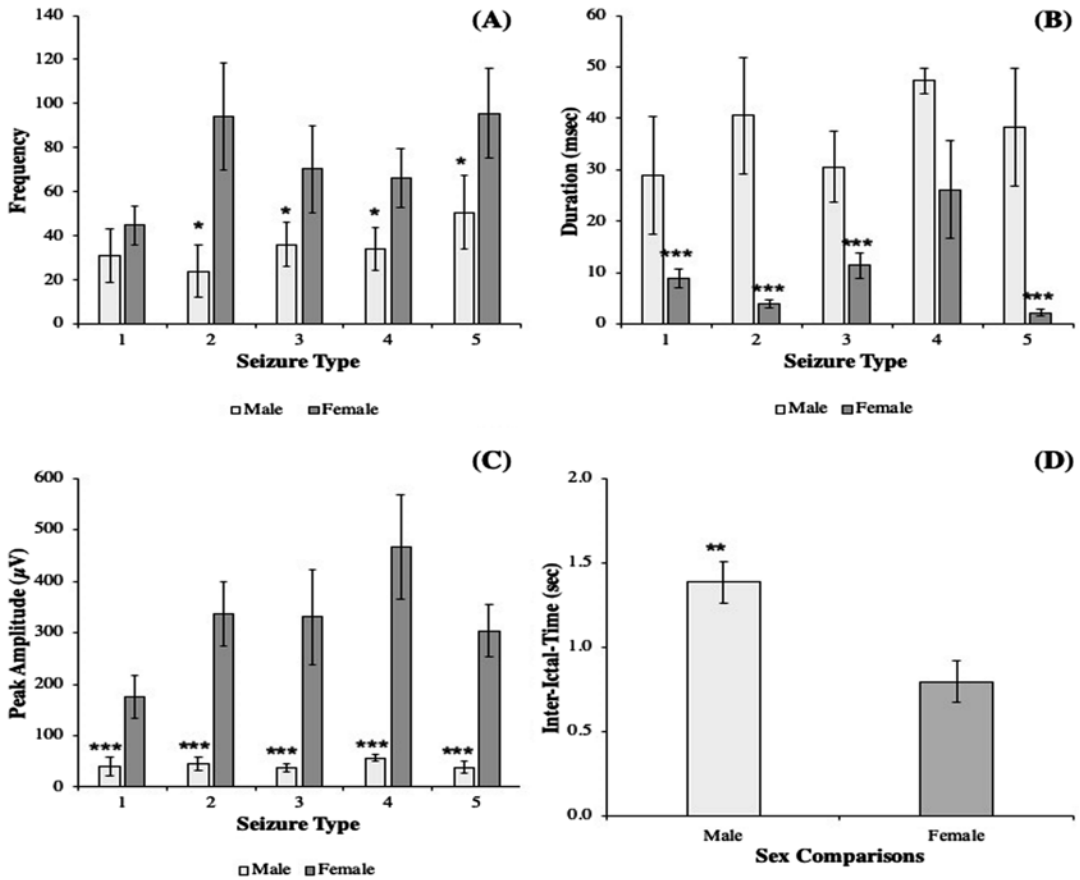 (A)
140
120
100
80
60
40
20
0
Frequency
*
*
*
*
1 2 3 4 5
Seizure Type
Male Female
(B)
60
50
40
30
20
10
0
Duration (msec)
***
***
***
***
1 2 3 4 5
Seizure Type
Male Female
(C)
600
500
400
300
200
100
0
Peak Amplitude (µV)
*** *** *** *** ***
1 2 3 4 5
Seizure Type
Male Female
(D)
2.0
1.5
1.0
0.5
0.0
Inter-Ictal-Time (sec)
**
Male Female
Sex Comparisons